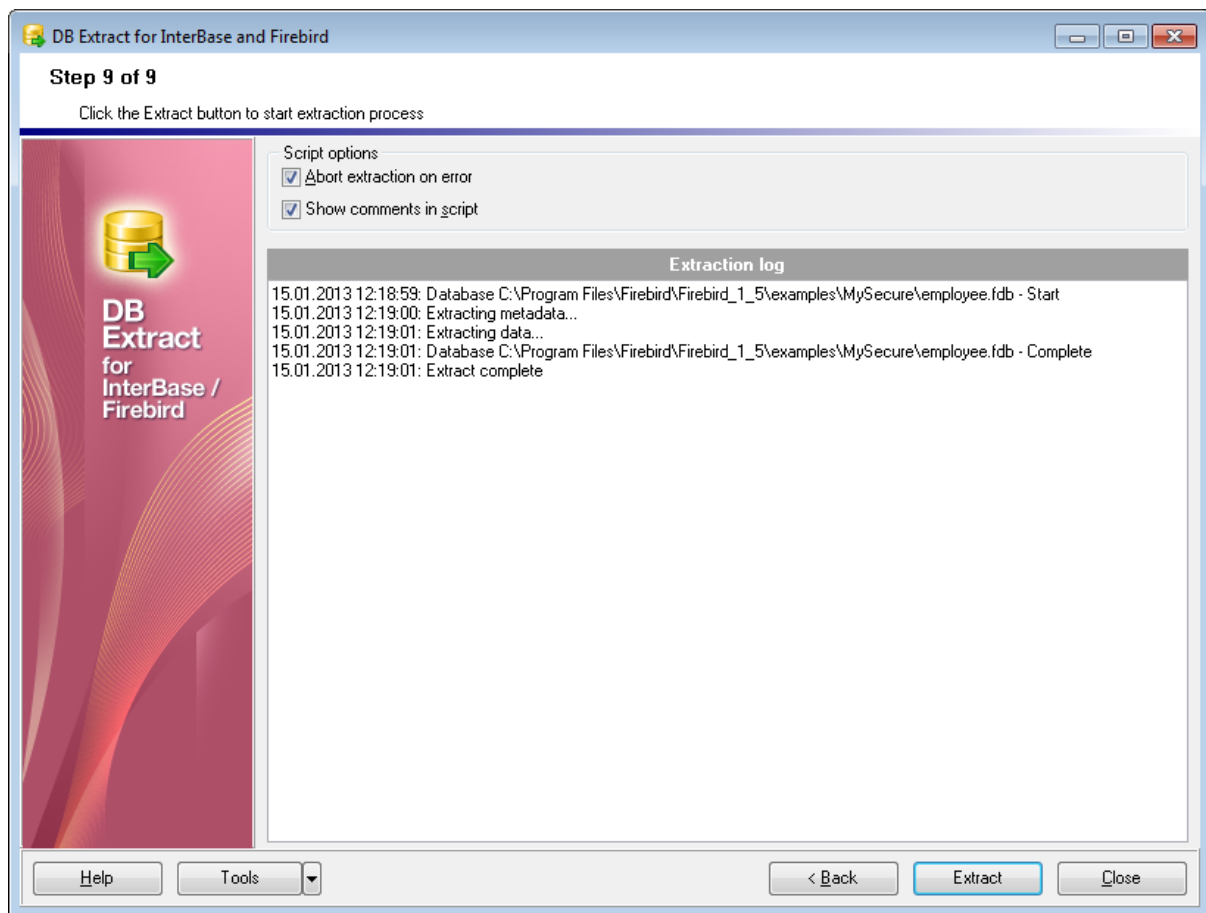 DB Extract for InterBase and Firebird
Step 9 of 9
Click the Extract button to start extraction process
DB
Extract
for
InterBase /
Firebird
Script options
Abort extraction on error
Show comments in script
Extraction log
15.01.2013 12:18:59: Database C:\Program Files\Firebird\Firebird_1_5\examples\MySecure\employee.fdb - Start
15.01.2013 12:19:00: Extracting metadata...
15.01.2013 12:19:01: Extracting data...
15.01.2013 12:19:01: Database C:\Program Files\Firebird\Firebird_1_5\examples\MySecure\employee.fdb - Complete
15.01.2013 12:19:01: Extract complete
Help Tools < Back Extract Close